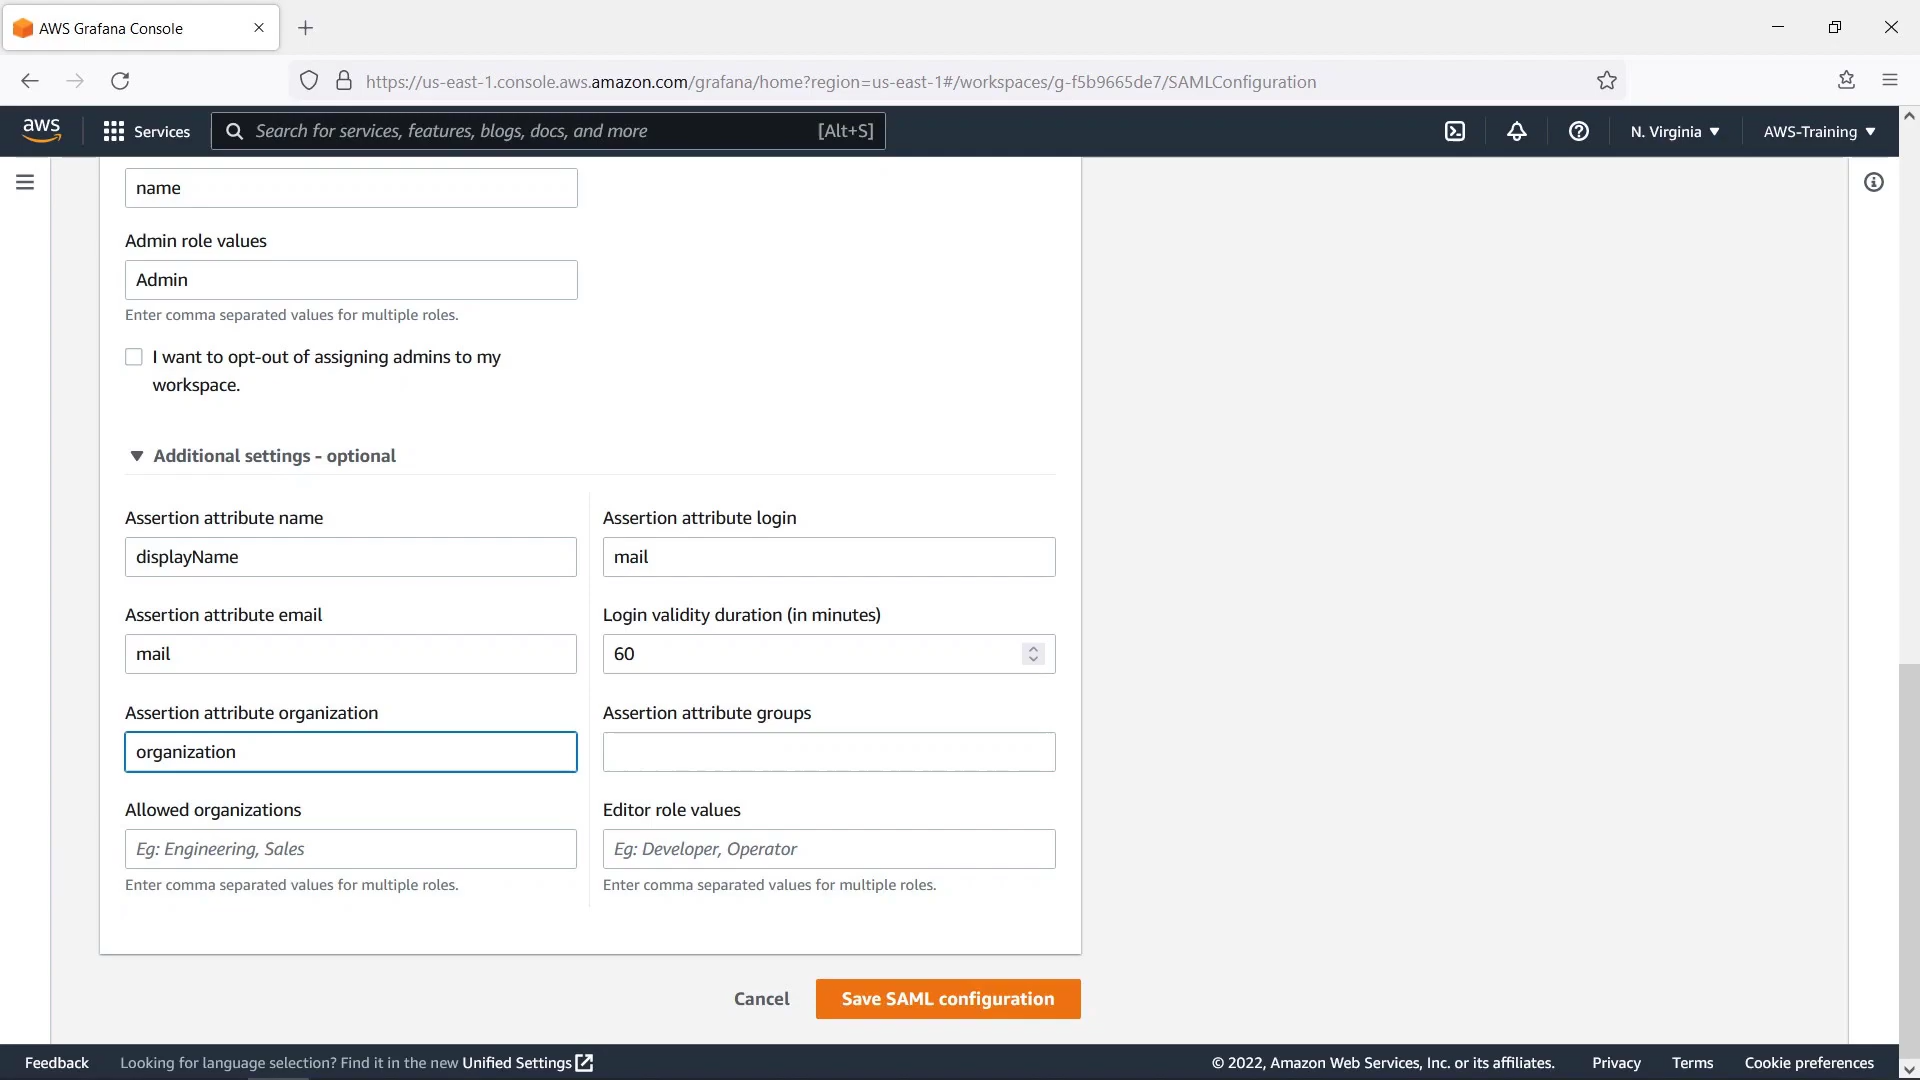 AWS Grafana Console
https://us-east-1.console.aws.amazon.com/grafana/home?region=us-east-1#/workspaces/g-f5b9665de7/SAMLConfiguration
aws
Services
Search for services, features, blogs, docs, and more
[Alt+S]
N. Virginia
AWS-Training
name
Admin role values
Admin
Enter comma separated values for multiple roles.
I want to opt-out of assigning admins to my
workspace.
Additional settings - optional
Assertion attribute name
displayName
Assertion attribute login
mail
Assertion attribute email
mail
Login validity duration (in minutes)
60
Assertion attribute organization
organization
Assertion attribute groups
Allowed organizations
Eg: Engineering, Sales
Enter comma separated values for multiple roles.
Editor role values
Eg: Developer, Operator
Enter comma separated values for multiple roles.
Cancel
Save SAML configuration
Feedback
Looking for language selection? Find it in the new Unified Settings
© 2022, Amazon Web Services, Inc. or its affiliates.
Privacy
Terms
Cookie preferences